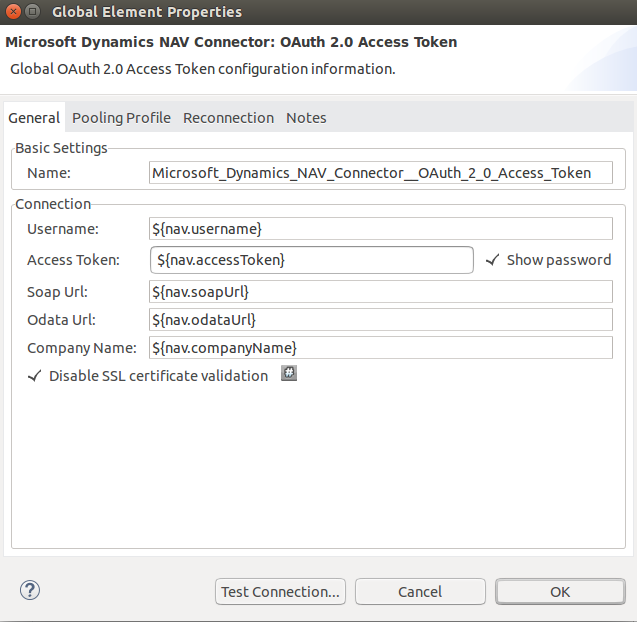 Global Element Properties
Microsoft Dynamics NAV Connector: OAuth 2.0 Access Token
Global OAuth 2.0 Access Token configuration information.
General Pooling Profile Reconnection Notes
Basic Settings
Name: Microsoft_Dynamics_NAV_Connector__OAuth_2_0_Access_Token
Connection
Username: ${nav.username}
Access Token: ${nav.accessToken} Show password
Soap Url: ${nav.soapUrl}
Odata Url: ${nav.odataUrl}
Company Name: ${nav.companyName}
Disable SSL certificate validation #
? Test Connection... Cancel OK